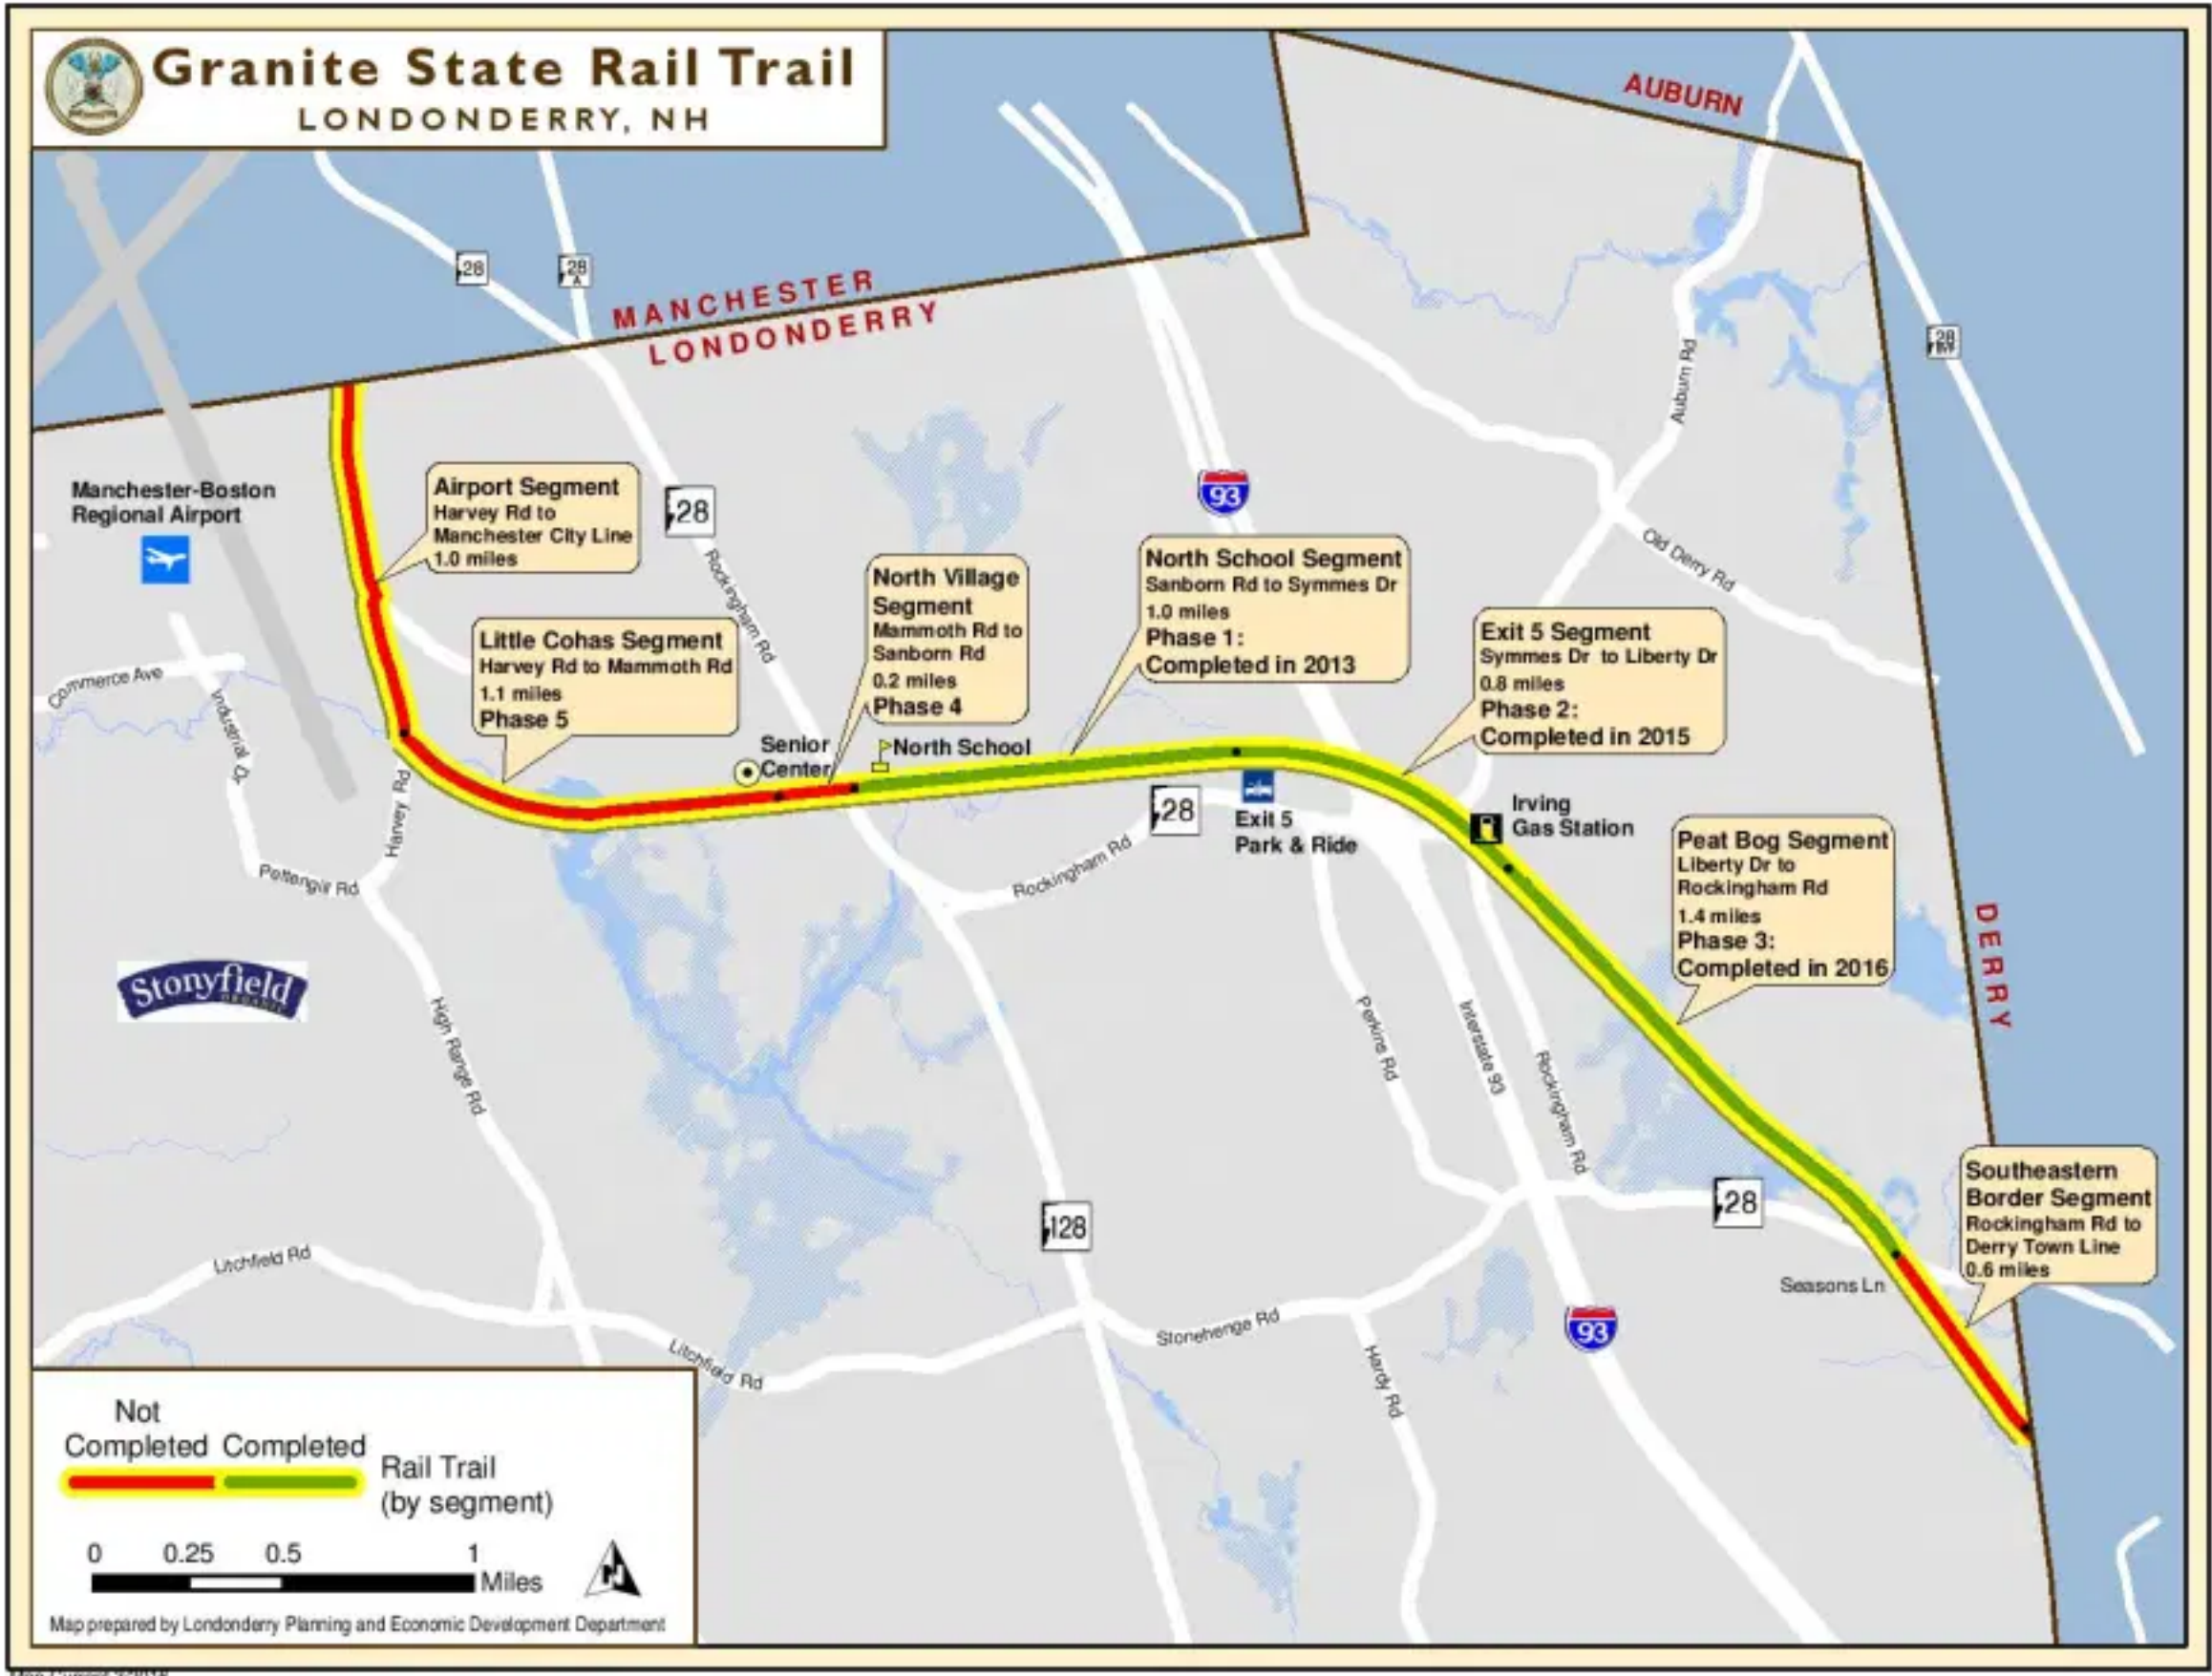 Granite State Rail Trail
LONDONDERRY, NH
AUBURN
28
28
A
MANCHESTER
LONDONDERRY
28
Auburn Rd
Manchester-Boston
Regional Airport
Airport Segment
Harvey Rd to
Manchester City Line
1.0 miles
28
Rockingham Rd
93
Old Derry Rd
North Village
Segment
Mammoth Rd to
Sanborn Rd
0.2 miles
Phase 4
North School Segment
Sanborn Rd to Symmes Dr
1.0 miles
Phase 1:
Completed in 2013
Exit 5 Segment
Symmes Dr to Liberty Dr
0.8 miles
Phase 2:
Completed in 2015
Little Cohas Segment
Harvey Rd to Mammoth Rd
1.1 miles
Phase 5
Commerce Ave
Industrial Dr
Senior
Center
North School
Harvey Rd
28
Exit 5
Park & Ride
Irving
Gas Station
Rockingham Rd
Pettengill Rd
Peat Bog Segment
Liberty Dr to
Rockingham Rd
1.4 miles
Phase 3:
Completed in 2016
DERRY
Stonyfield
ORGANIC
High Range Rd
Perkins Rd
Interstate 93
Rockingham Rd
Southeastern
Border Segment
Rockingham Rd to
Derry Town Line
0.6 miles
28
128
Litchfield Rd
Seasons Ln
Stonehenge Rd
93
Litchfield Rd
Hardy Rd
Not
Completed Completed
Rail Trail
(by segment)
0 0.25 0.5 1
Miles
N
Map prepared by Londonderry Planning and Economic Development Department